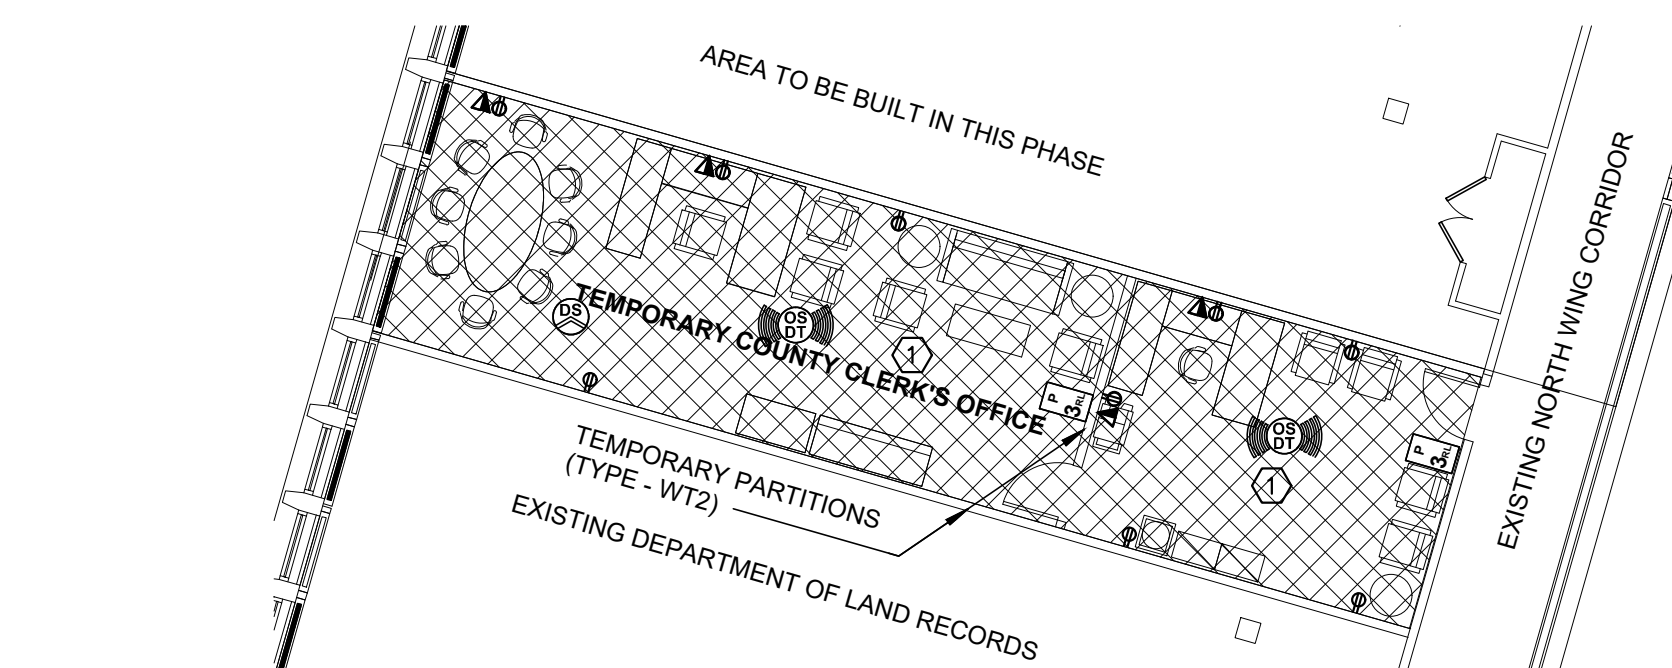 AREA TO BE BUILT IN THIS PHASE
EXISTING NORTH WING CORRIDOR
TEMPORARY COUNTY CLERK'S OFFICE
DS
OS
DT
1
P
3RL
OS
DT
1
P
3RL
TEMPORARY PARTITIONS
(TYPE - WT2)
EXISTING DEPARTMENT OF LAND RECORDS